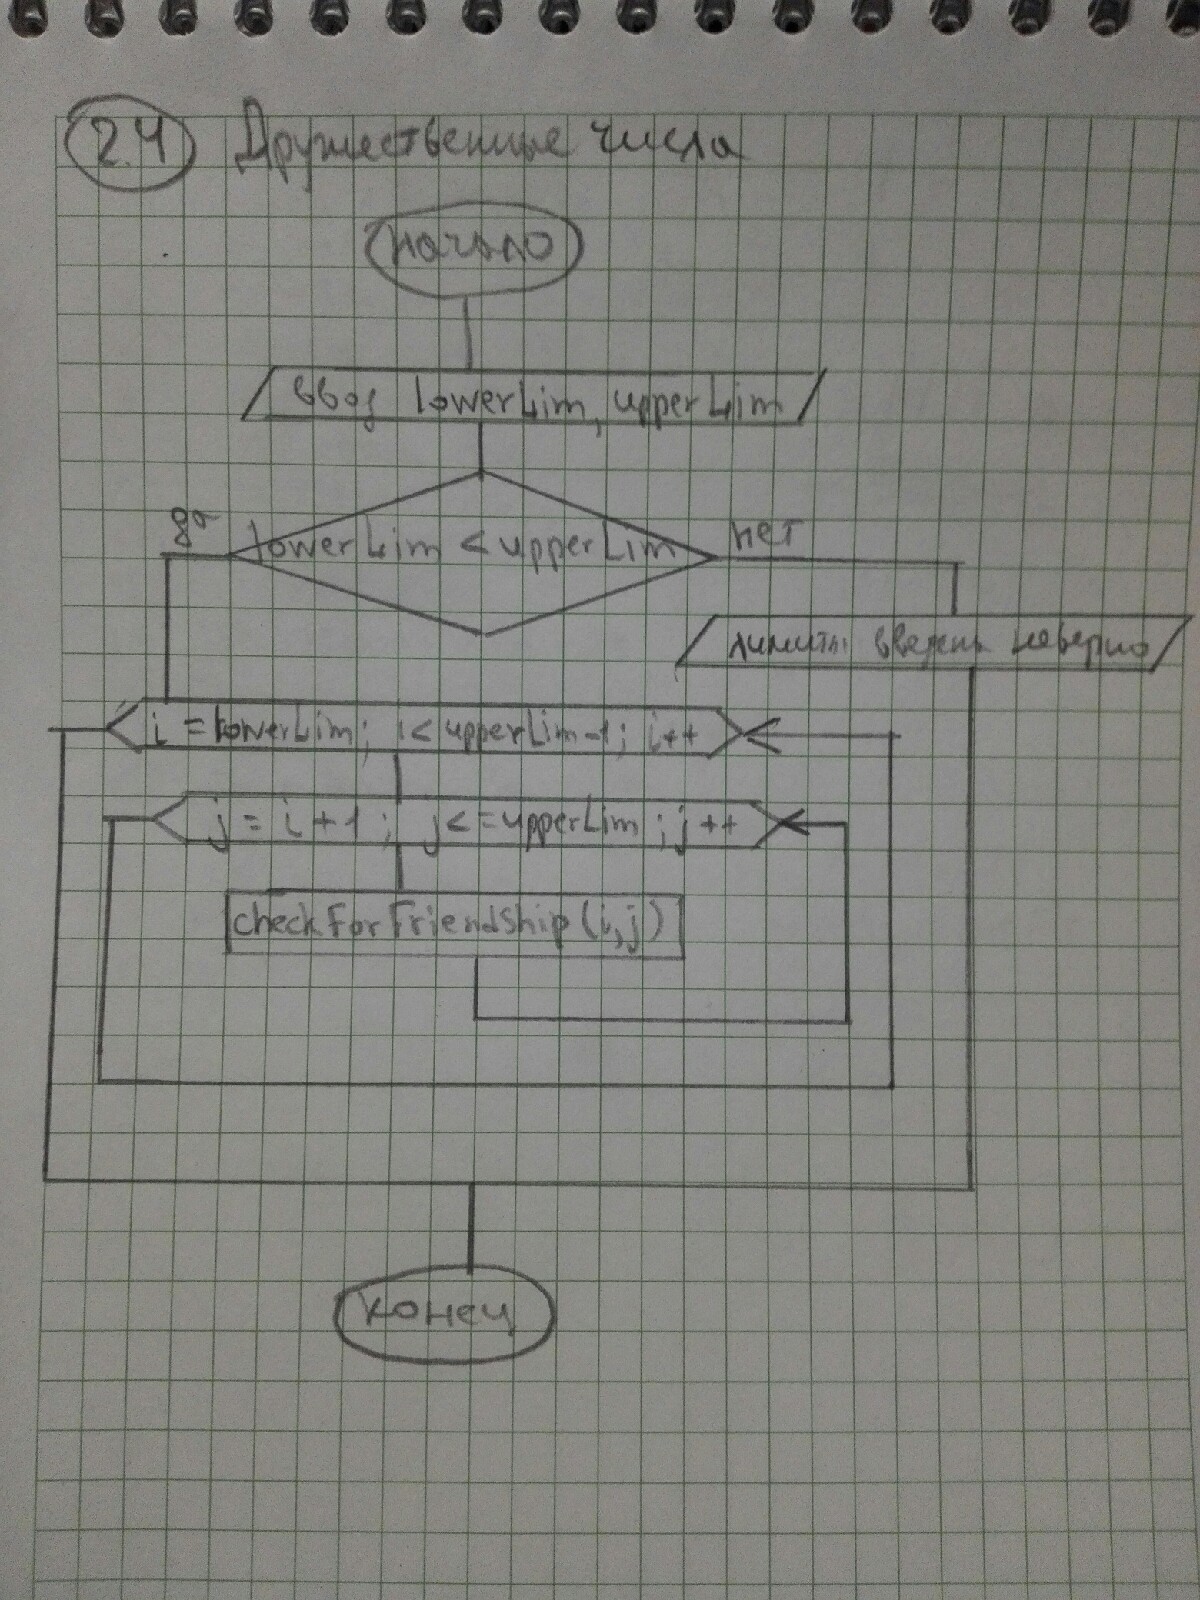 2.4 Дружественные числа
начало
ввод lowerLim, upperLim
да
lowerLim < upperLim
нет
лимиты введены неверно
i = lowerLim; i < upperLim-1; i++
j = i + 1; j <= upperLim; j++
checkForFriendship(i,j)
конец